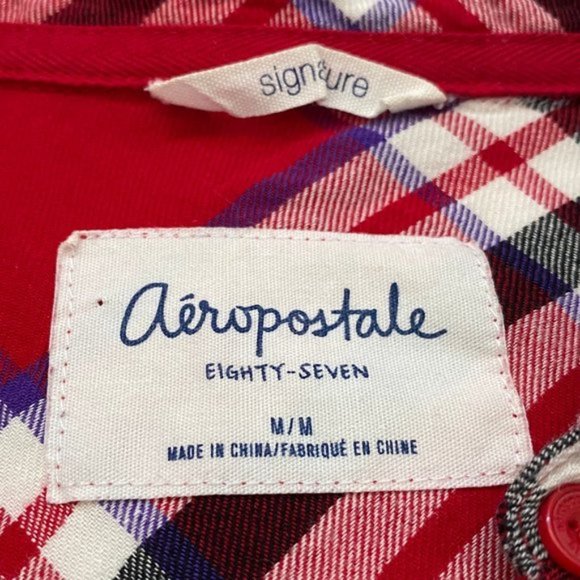 signature
aéropostale
EIGHTY-SEVEN
M/M
MADE IN CHINA/FABRIQUÉ EN CHINE